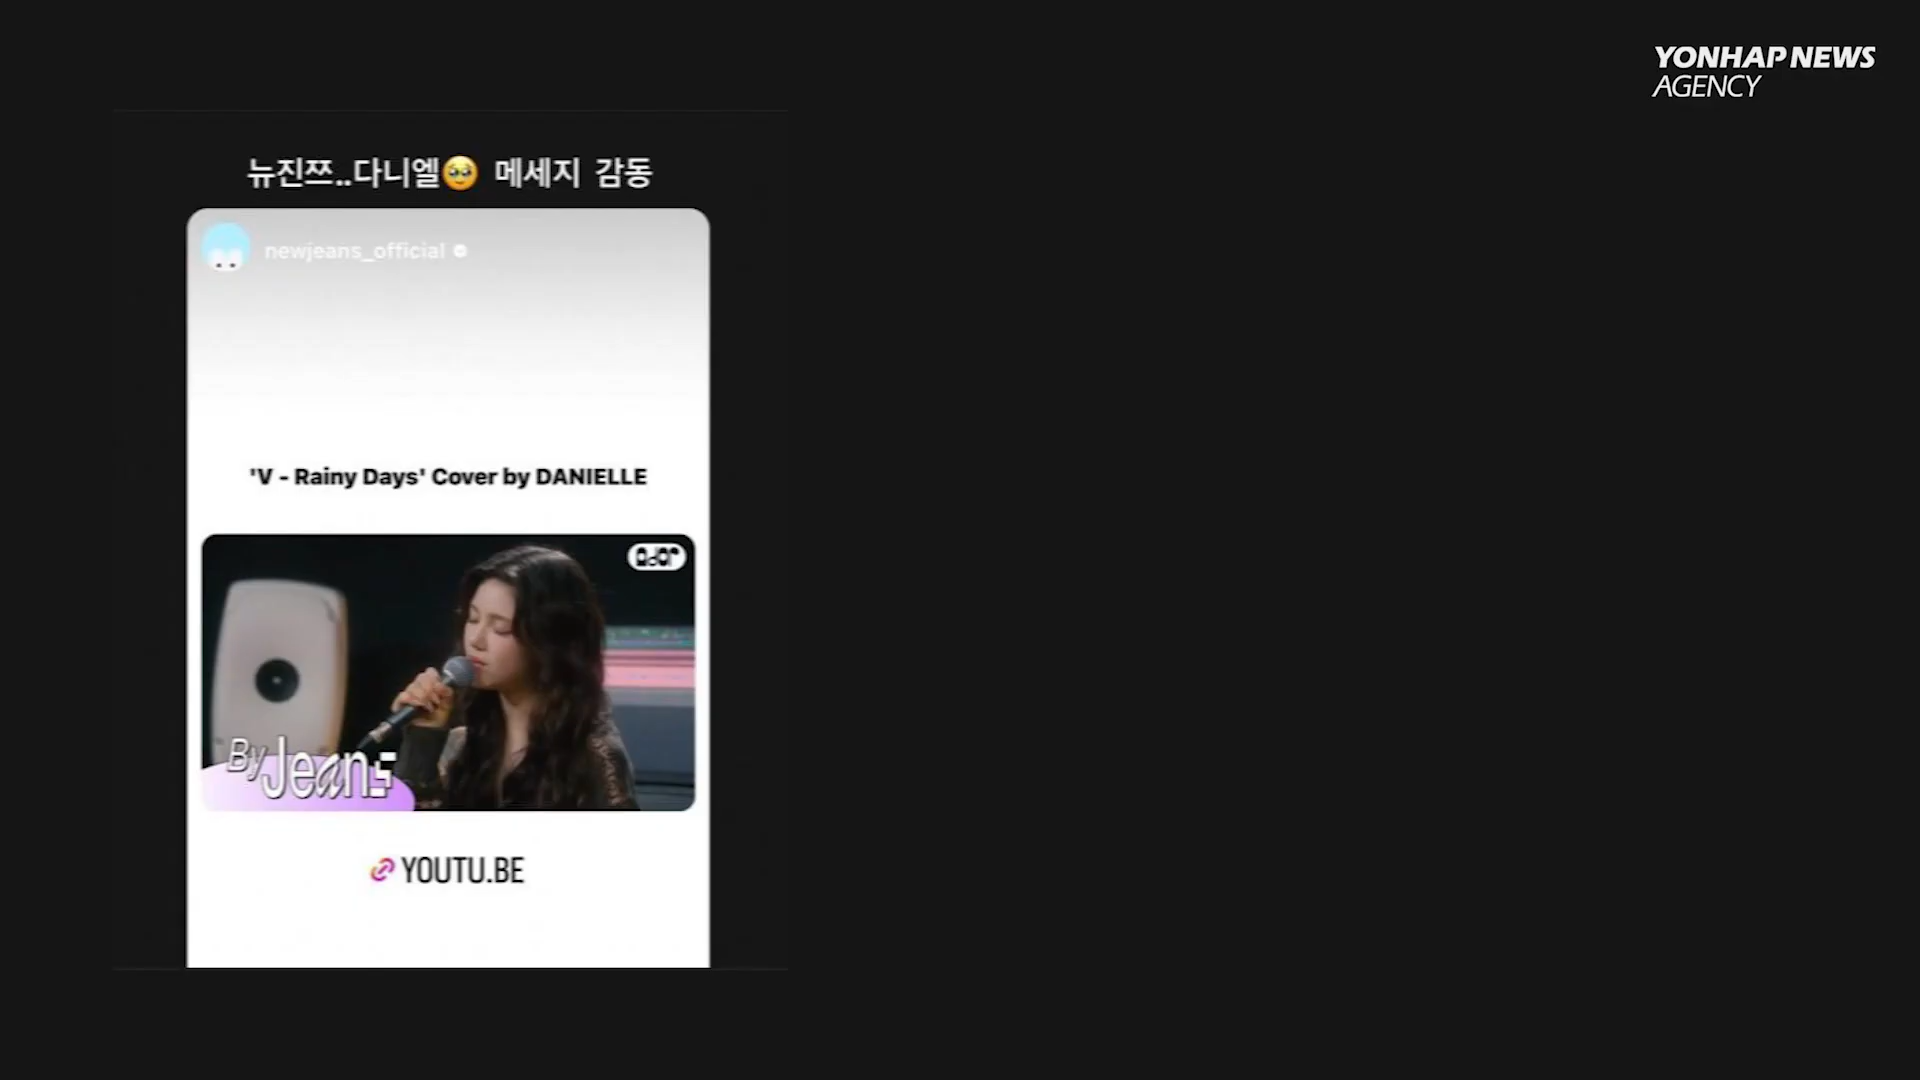 YONHAP NEWS
AGENCY
뉴진쯔..다니엘🥹 메세지 감동
newjeans_official
'V - Rainy Days' Cover by DANIELLE
ador
By Jeans
YOUTU.BE